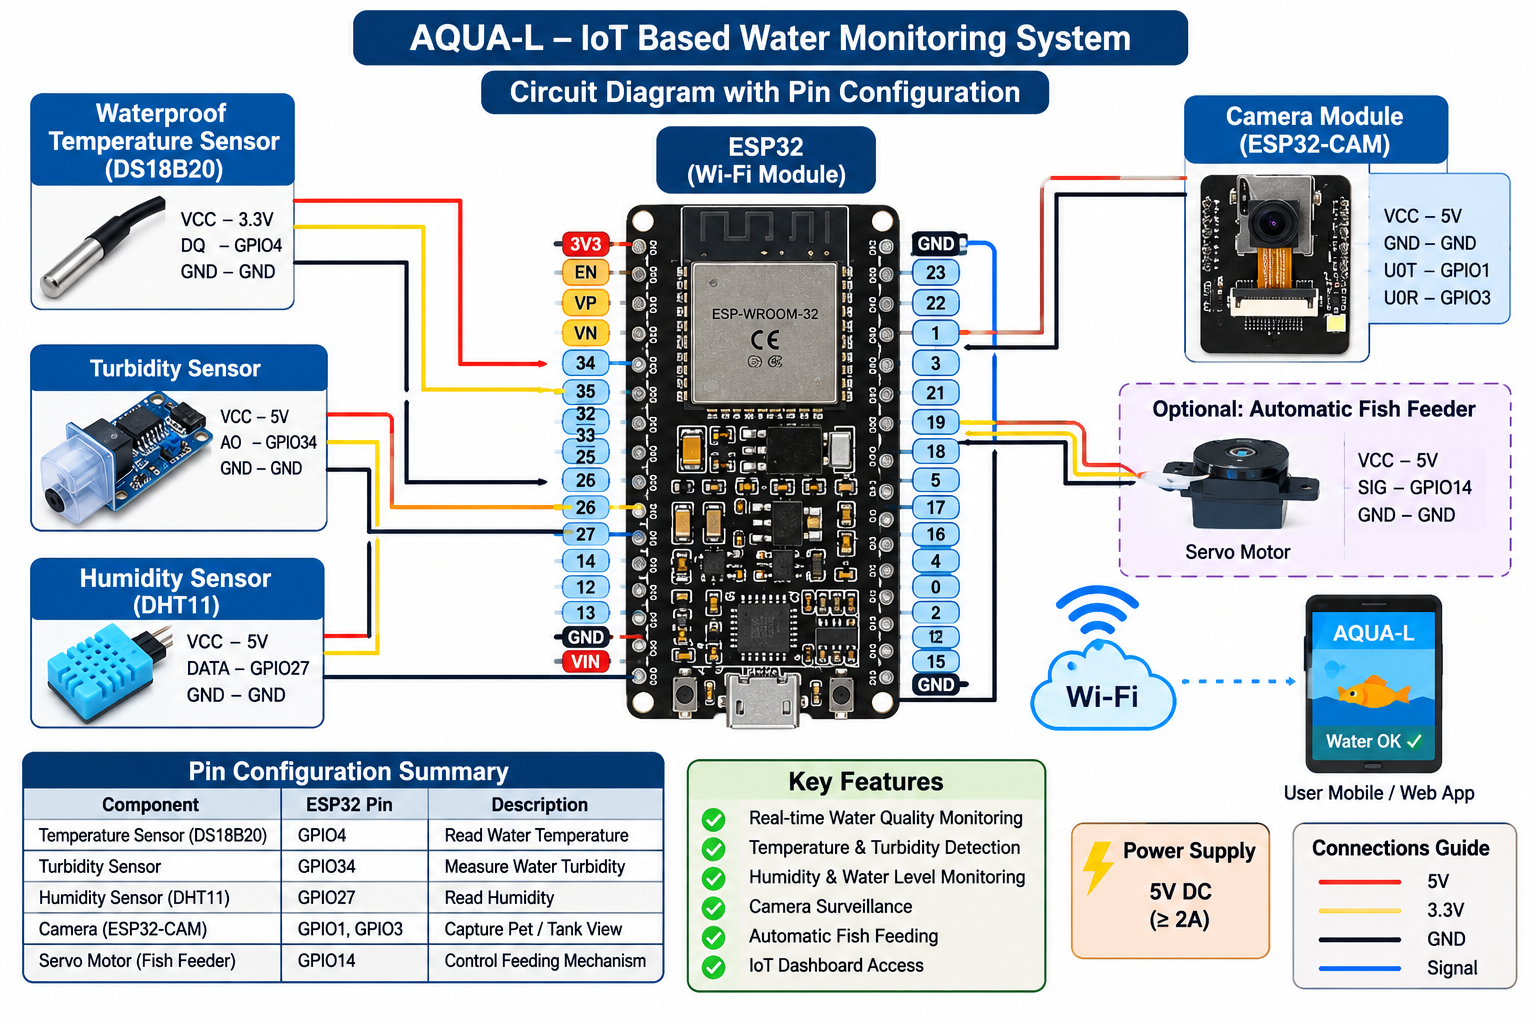 AQUA-L – IoT Based Water Monitoring System
Circuit Diagram with Pin Configuration
Waterproof
Temperature Sensor
(DS18B20)
VCC – 3.3V
DQ – GPIO4
GND – GND
Turbidity Sensor
VCC – 5V
AO – GPIO34
GND – GND
Humidity Sensor
(DHT11)
VCC – 5V
DATA – GPIO27
GND – GND
ESP32
(Wi-Fi Module)
3V3
EN
VP
VN
34
35
32
33
25
26
26
27
14
12
13
GND
VIN
ESP-WROOM-32
CE
GND
23
22
1
3
21
19
18
5
17
16
4
0
2
12
15
GND
Camera Module
(ESP32-CAM)
VCC – 5V
GND – GND
U0T – GPIO1
U0R – GPIO3
Optional: Automatic Fish Feeder
VCC – 5V
SIG – GPIO14
GND – GND
Servo Motor
Wi-Fi
AQUA-L
Water OK ✓
User Mobile / Web App
Pin Configuration Summary
Component ESP32 Pin Description
Temperature Sensor (DS18B20) GPIO4 Read Water Temperature
Turbidity Sensor GPIO34 Measure Water Turbidity
Humidity Sensor (DHT11) GPIO27 Read Humidity
Camera (ESP32-CAM) GPIO1, GPIO3 Capture Pet / Tank View
Servo Motor (Fish Feeder) GPIO14 Control Feeding Mechanism
Key Features
Real-time Water Quality Monitoring
Temperature & Turbidity Detection
Humidity & Water Level Monitoring
Camera Surveillance
Automatic Fish Feeding
IoT Dashboard Access
Power Supply
5V DC
(≥ 2A)
Connections Guide
5V
3.3V
GND
Signal